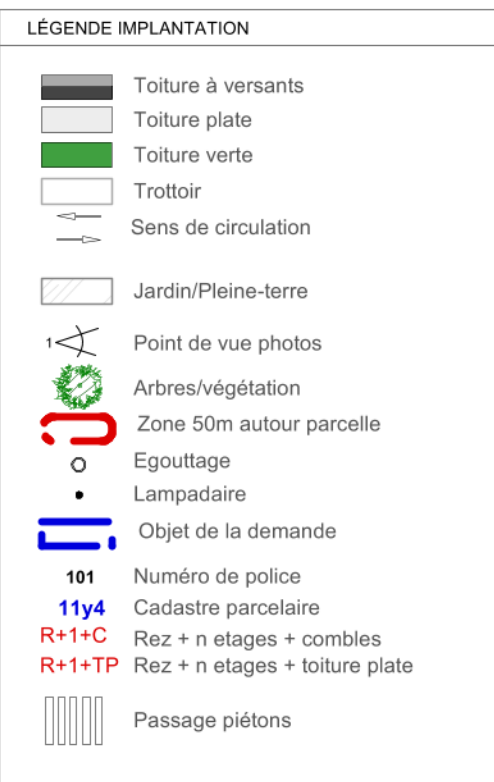 LÉGENDE IMPLANTATION
Toiture à versants
Toiture plate
Toiture verte
Trottoir
Sens de circulation
Jardin/Pleine-terre
1 Point de vue photos
Arbres/végétation
Zone 50m autour parcelle
Egouttage
Lampadaire
Objet de la demande
101 Numéro de police
11y4 Cadastre parcelaire
R+1+C Rez + n etages + combles
R+1+TP Rez + n etages + toiture plate
Passage piétons